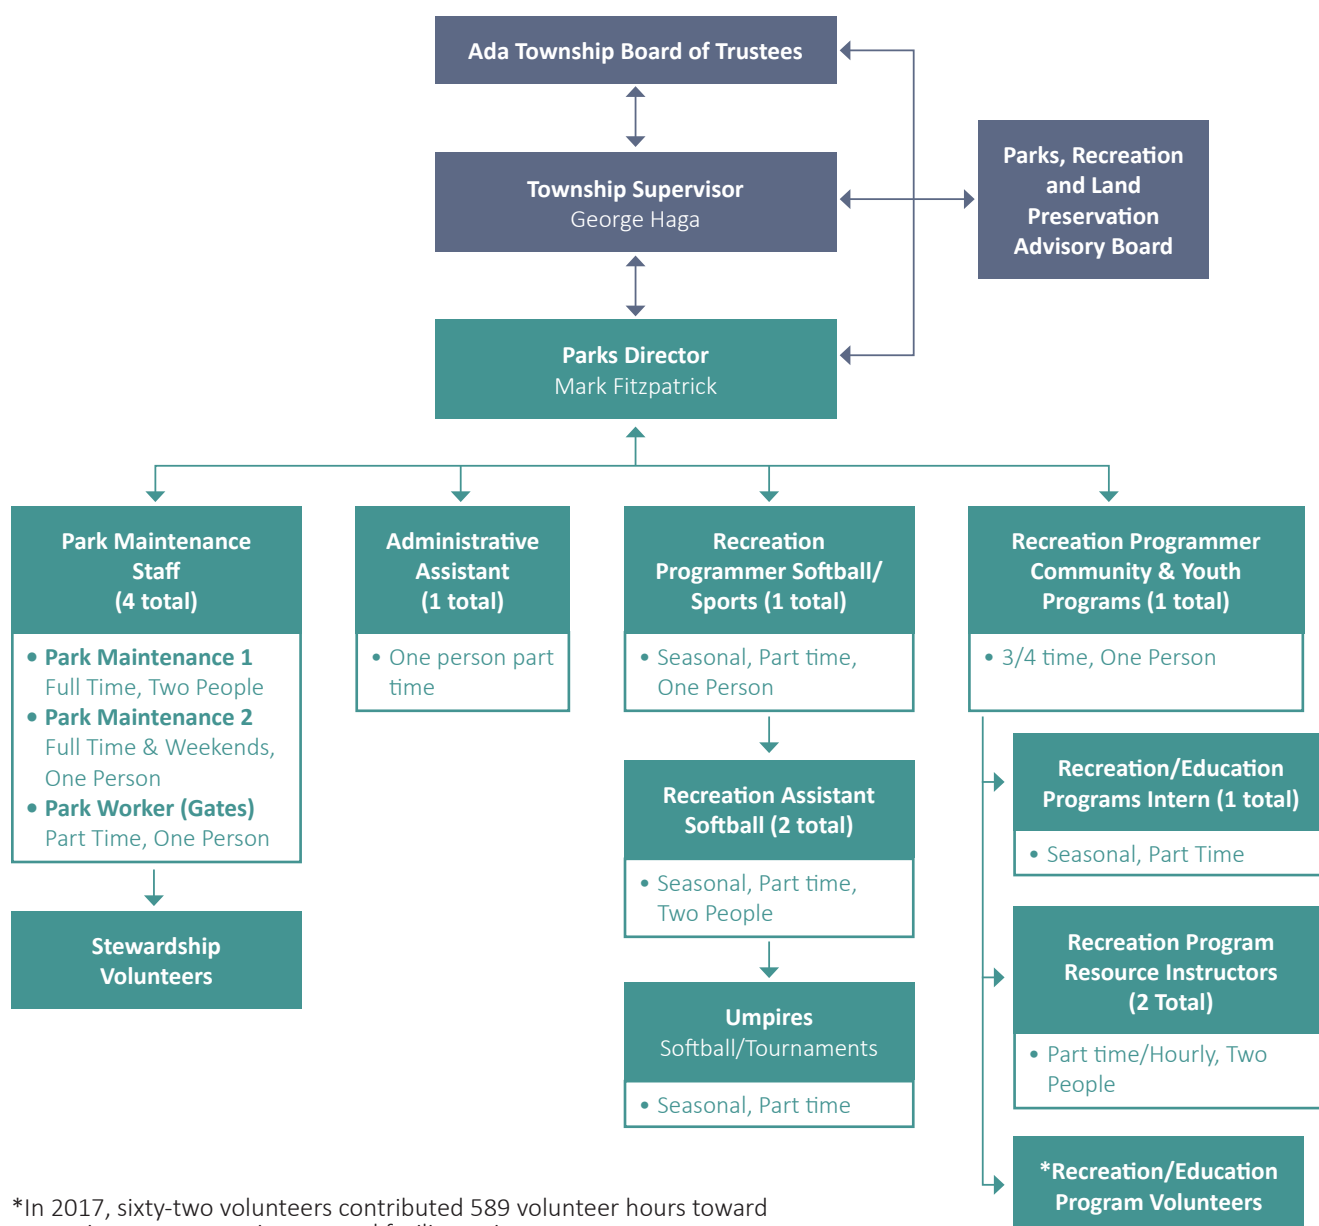 Ada Township Board of Trustees
Township Supervisor
George Haga
Parks, Recreation
and Land
Preservation
Advisory Board
Parks Director
Mark Fitzpatrick
Park Maintenance
Staff
(4 total)
• Park Maintenance 1
Full Time, Two People
• Park Maintenance 2
Full Time & Weekends,
One Person
• Park Worker (Gates)
Part Time, One Person
Stewardship
Volunteers
Administrative
Assistant
(1 total)
• One person part
time
Recreation
Programmer Softball/
Sports (1 total)
• Seasonal, Part time,
One Person
Recreation Assistant
Softball (2 total)
• Seasonal, Part time,
Two People
Umpires
Softball/Tournaments
• Seasonal, Part time
Recreation Programmer
Community & Youth
Programs (1 total)
• 3/4 time, One Person
Recreation/Education
Programs Intern (1 total)
• Seasonal, Part Time
Recreation Program
Resource Instructors
(2 Total)
• Part time/Hourly, Two
People
*Recreation/Education
Program Volunteers
*In 2017, sixty-two volunteers contributed 589 volunteer hours toward